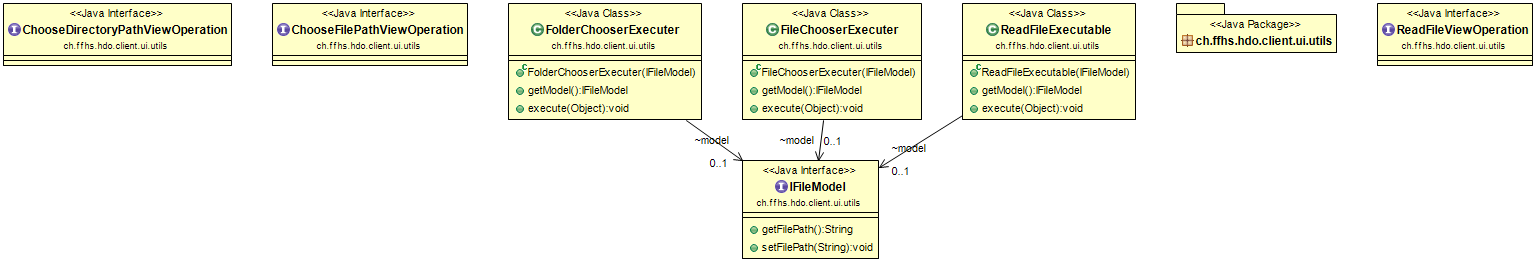 <<Java Interface>>
I ChooseDirectoryPathViewOperation
ch.ffhs.hdo.client.ui.utils
<<Java Interface>>
I ChooseFilePathViewOperation
ch.ffhs.hdo.client.ui.utils
<<Java Class>>
C FolderChooserExecuter
ch.ffhs.hdo.client.ui.utils
C FolderChooserExecuter(IFileModel)
getModel():IFileModel
execute(Object):void
<<Java Class>>
C FileChooserExecuter
ch.ffhs.hdo.client.ui.utils
C FileChooserExecuter(IFileModel)
getModel():IFileModel
execute(Object):void
<<Java Class>>
C ReadFileExecutable
ch.ffhs.hdo.client.ui.utils
C ReadFileExecutable(IFileModel)
getModel():IFileModel
execute(Object):void
<<Java Package>>
ch.ffhs.hdo.client.ui.utils
<<Java Interface>>
I ReadFileViewOperation
ch.ffhs.hdo.client.ui.utils
~model
0..1
~model
0..1
~model
0..1
<<Java Interface>>
I IFileModel
ch.ffhs.hdo.client.ui.utils
getFilePath():String
setFilePath(String):void